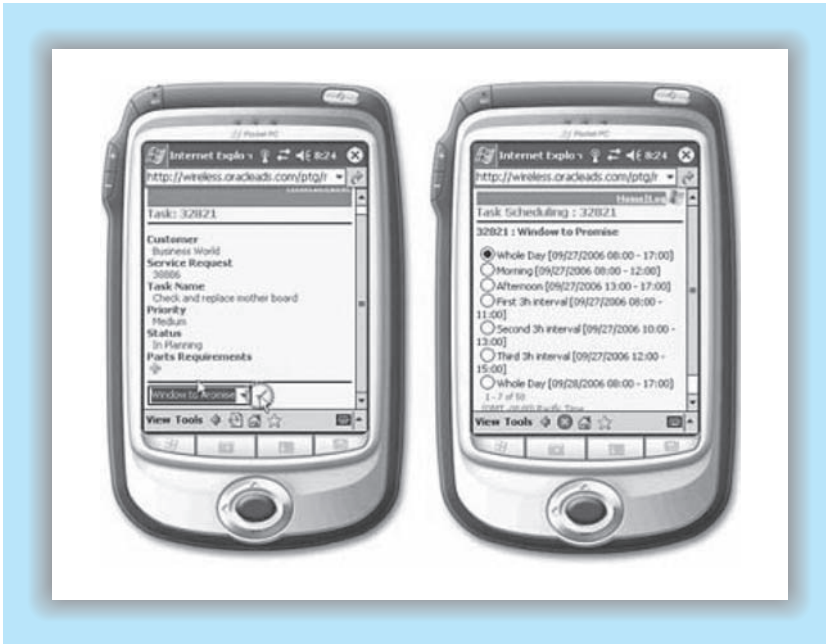 Pocket PC
Internet Explo
8:24
http://wireless.oracleads.com/ptg/r
Task: 32821
Customer
Business World
Service Request
38886
Task Name
Check and replace mother board
Priority
Medium
Status
In Planning
Parts Requirements
Window to Promise
View Tools
Pocket PC
Internet Explo
8:24
http://wireless.oracleads.com/ptg/r
Task Scheduling : 32821
32821 : Window to Promise
Whole Day [09/27/2006 08:00 - 17:00]
Morning [09/27/2006 08:00 - 12:00]
Afternoon [09/27/2006 13:00 - 17:00]
First 3h interval [09/27/2006 08:00 -
11:00]
Second 3h interval [09/27/2006 10:00 -
13:00]
Third 3h interval [09/27/2006 12:00 -
15:00]
Whole Day [09/28/2006 08:00 - 17:00]
1 - 7 of 50
Pacific Time
View Tools